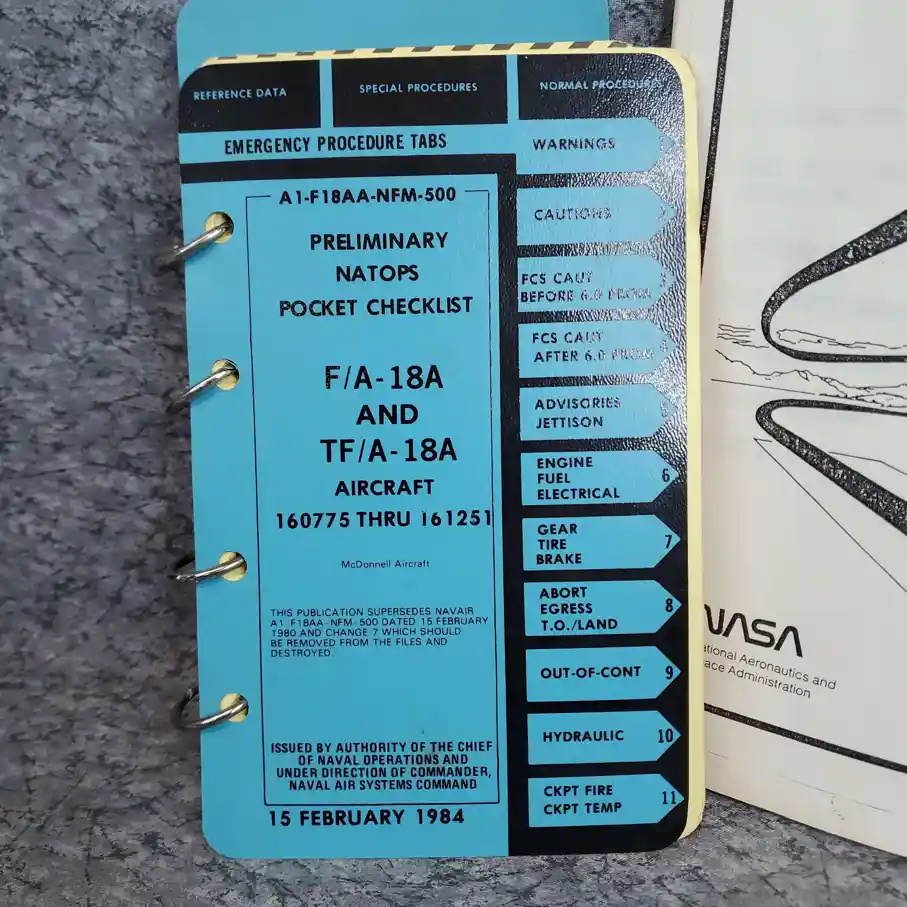 REFERENCE DATA
SPECIAL PROCEDURES
NORMAL PROCEDURES
EMERGENCY PROCEDURE TABS
A1-F18AA-NFM-500
PRELIMINARY
NATOPS
POCKET CHECKLIST
F/A-18A
AND
TF/A-18A
AIRCRAFT
160775 THRU 161251
McDonnell Aircraft
THIS PUBLICATION SUPERSEDES NAVAIR
A1-F18AA-NFM-500 DATED 15 FEBRUARY
1980 AND CHANGE 7 WHICH SHOULD
BE REMOVED FROM THE FILES AND
DESTROYED.
ISSUED BY AUTHORITY OF THE CHIEF
OF NAVAL OPERATIONS AND
UNDER DIRECTION OF COMMANDER,
NAVAL AIR SYSTEMS COMMAND
15 FEBRUARY 1984
WARNINGS
CAUTIONS
FCS CAUT
BEFORE 6.0 PROM
FCS CAUT
AFTER 6.0 PROM
ADVISORIES
JETTISON
ENGINE
FUEL
ELECTRICAL
6
GEAR
TIRE
BRAKE
7
ABORT
EGRESS
T.O./LAND
8
OUT-OF-CONT
9
HYDRAULIC
10
CKPT FIRE
CKPT TEMP
11
NASA
ational Aeronautics and
ace Administration